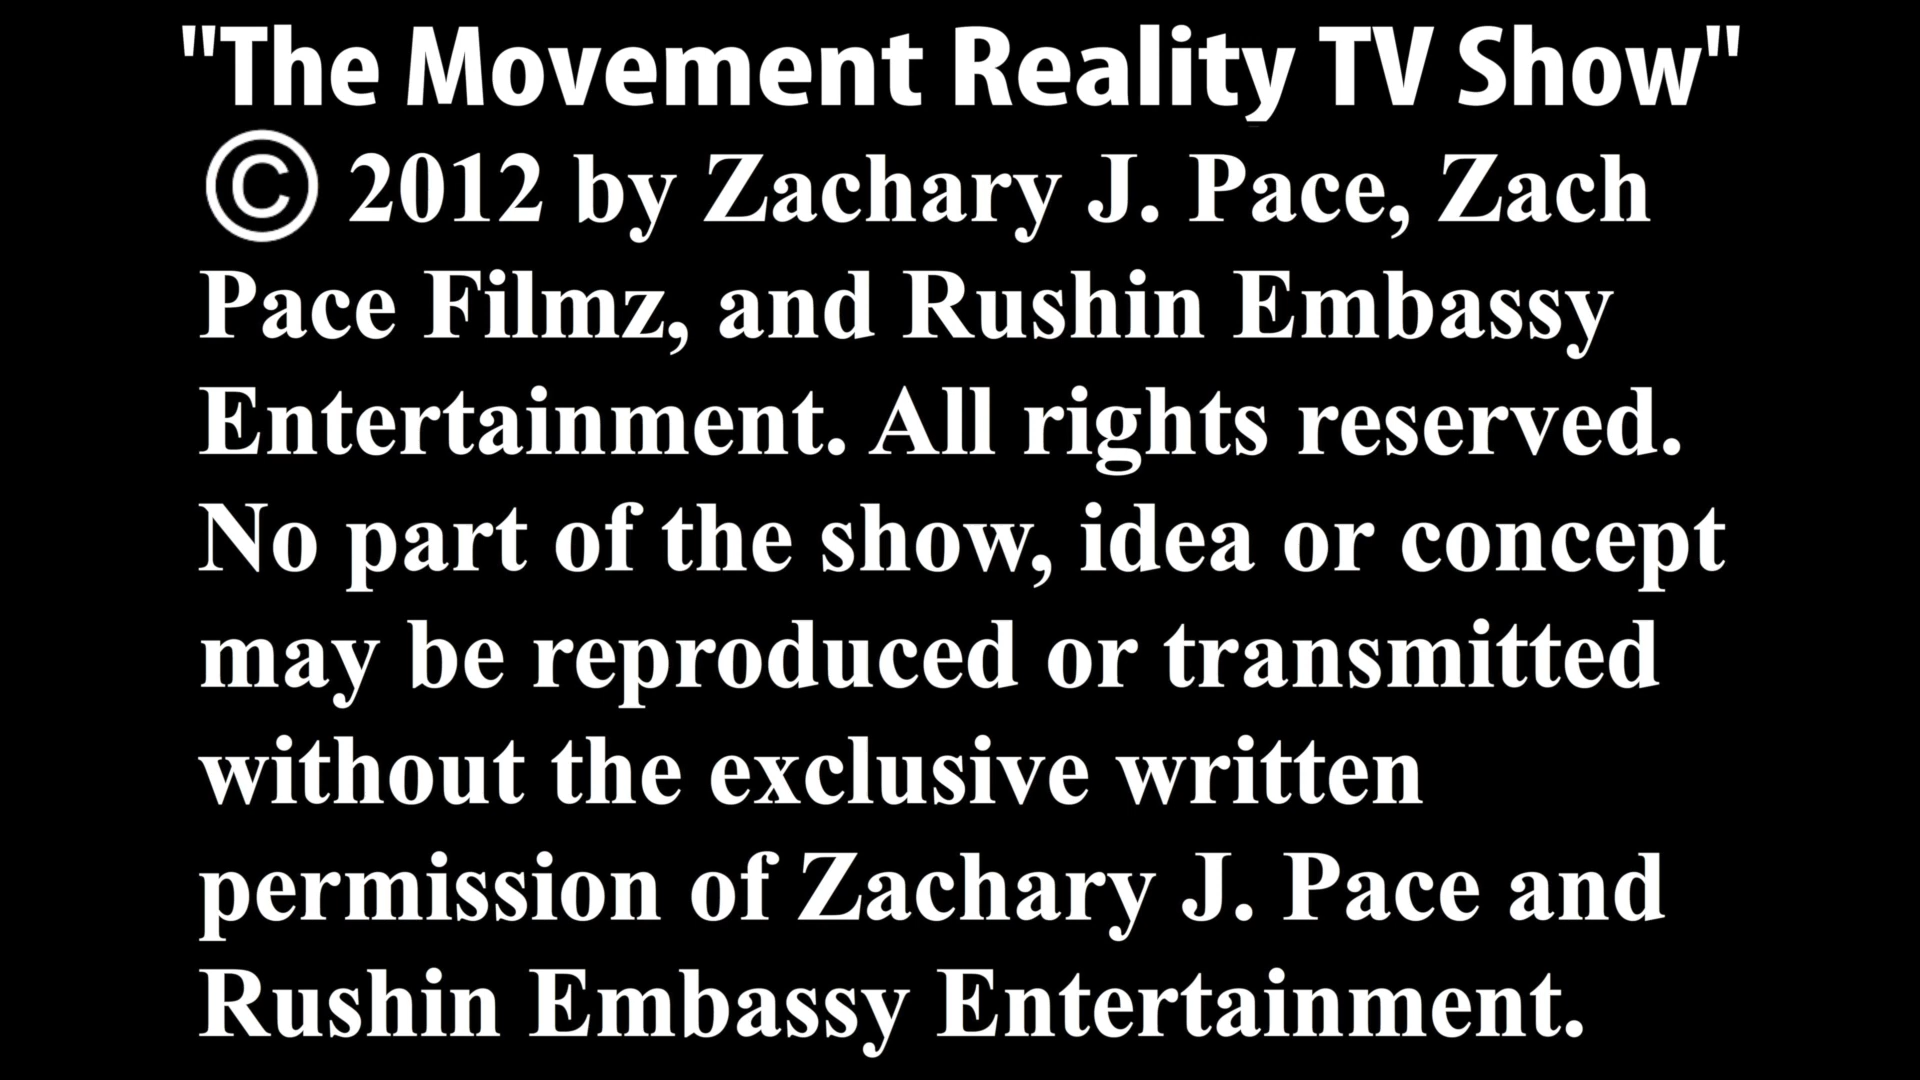 "The Movement Reality TV Show"
© 2012 by Zachary J. Pace, Zach
Pace Filmz, and Rushin Embassy
Entertainment. All rights reserved.
No part of the show, idea or concept
may be reproduced or transmitted
without the exclusive written
permission of Zachary J. Pace and
Rushin Embassy Entertainment.